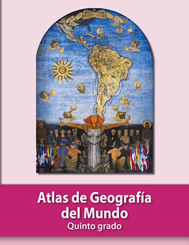 Atlas de Geografía
del Mundo
Quinto grado